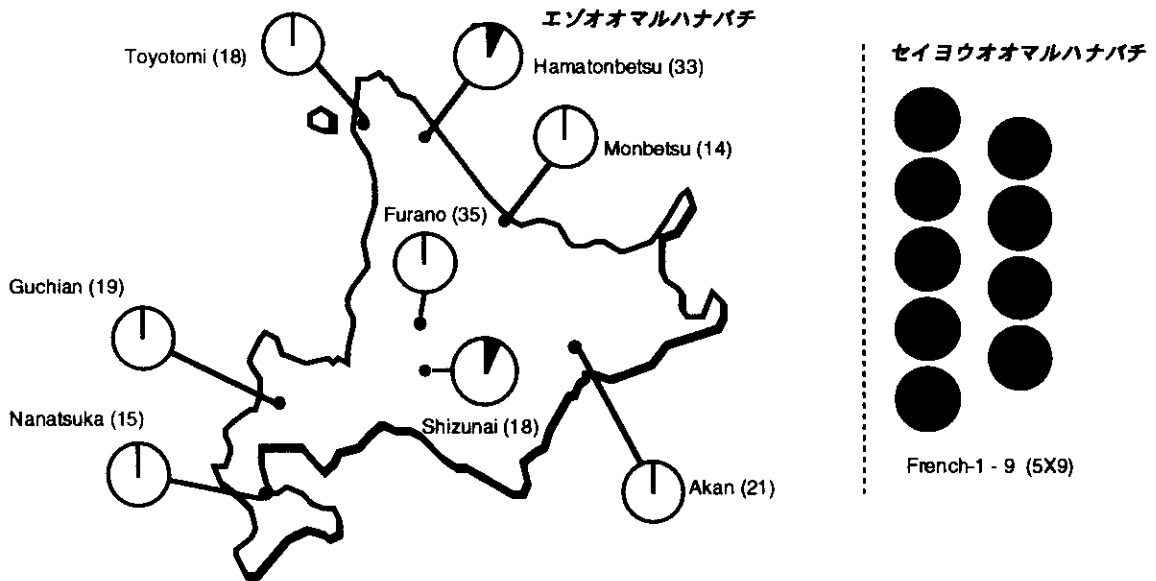 エゾオオマルハナバチ
セイヨウオオマルハナバチ
Toyotomi (18)
Hamatonbetsu (33)
Monbetsu (14)
Furano (35)
Guchian (19)
Nanatsuka (15)
Shizunai (18)
Akan (21)
French-1 - 9 (5X9)